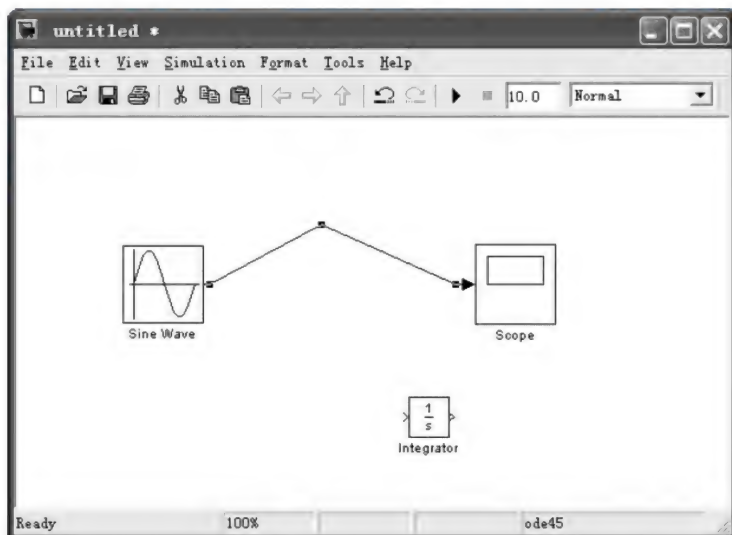 untitled *
File Edit View Simulation Format Tools Help
10.0 Normal
Sine Wave
Scope
1
s
Integrator
Ready 100% ode45